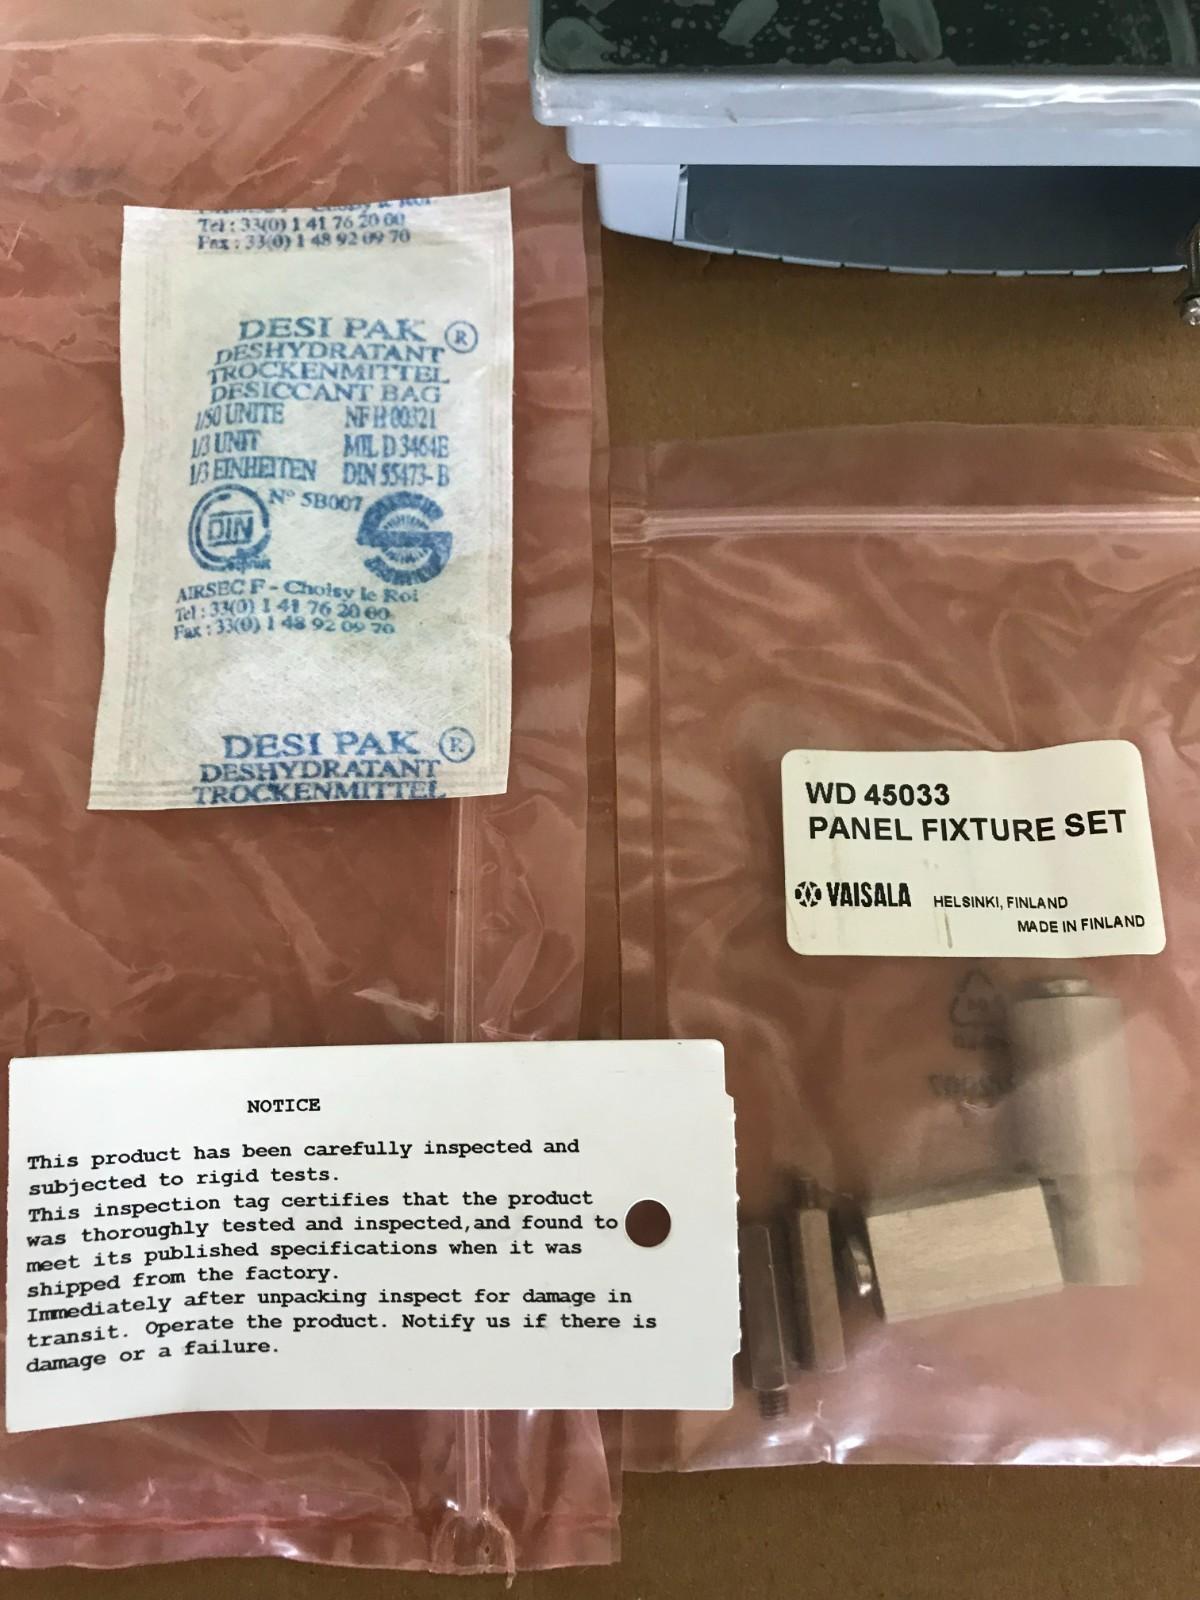 Tel : 33(0) 1 41 76 20 00
Fax : 33(0) 1 48 92 09 70
DESI PAK ®
DESHYDRATANT
TROCKENMITTEL
DESICCANT BAG
1/50 UNITE NF H 00321
1/3 UNIT MIL D 3464E
1/3 EINHEITEN DIN 55473-B
N° 5B007
DIN
AIRSEC F - Choisy le Roi
Tel : 33(0) 1 41 76 20 00
Fax : 33(0) 1 48 92 09 70
DESI PAK ®
DESHYDRATANT
TROCKENMITTEL
WD 45033
PANEL FIXTURE SET
VAISALA HELSINKI, FINLAND
MADE IN FINLAND
NOTICE
This product has been carefully inspected and
subjected to rigid tests.
This inspection tag certifies that the product
was thoroughly tested and inspected,and found to
meet its published specifications when it was
shipped from the factory.
Immediately after unpacking inspect for damage in
transit. Operate the product. Notify us if there is
damage or a failure.